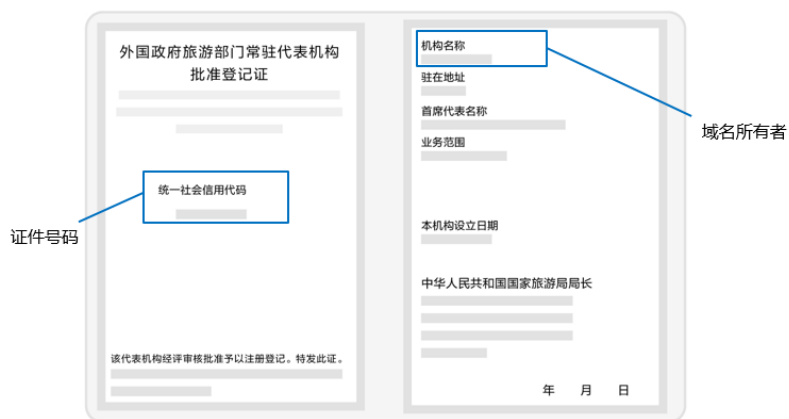 外国政府旅游部门常驻代表机构
批准登记证
统一社会信用代码
证件号码
该代表机构经评审核批准予以注册登记。特发此证。
机构名称
驻在地址
首席代表名称
业务范围
域名所有者
本机构设立日期
中华人民共和国国家旅游局局长
年 月 日